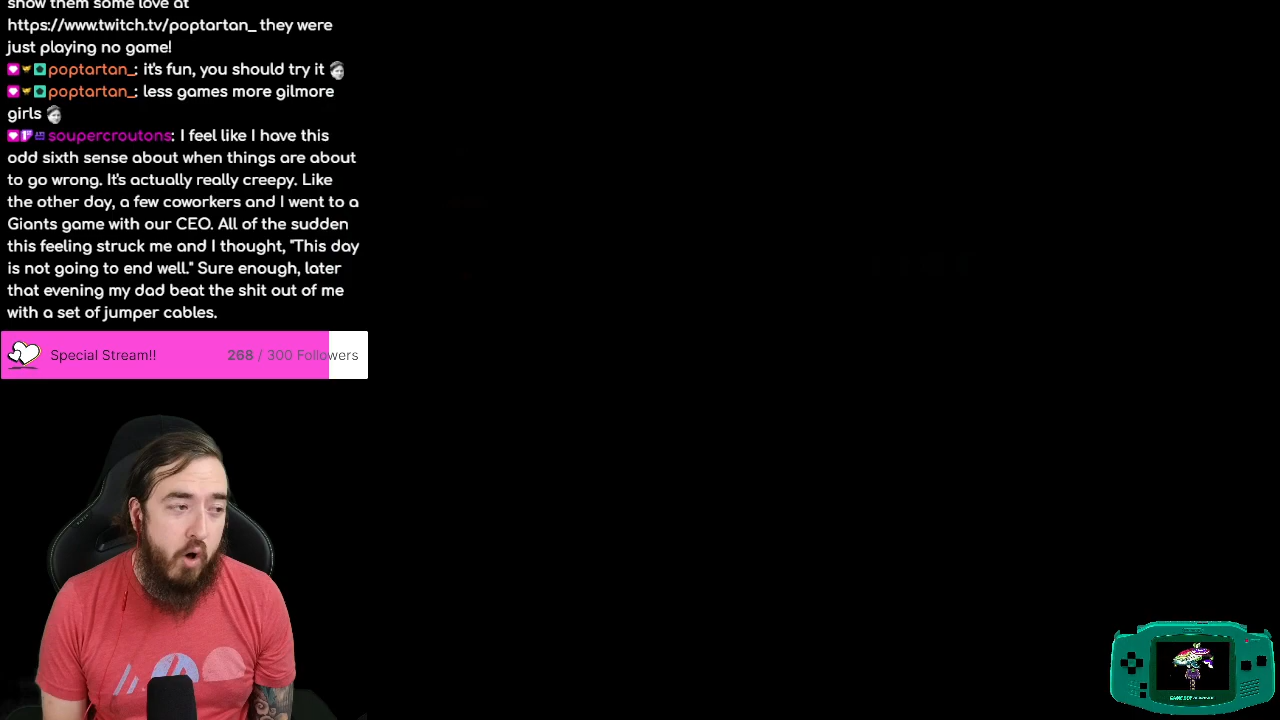 show them some love at
https://www.twitch.tv/poptartan_ they were
just playing no game!
poptartan_: it's fun, you should try it
poptartan_: less games more gilmore
girls
soupercroutons: I feel like I have this
odd sixth sense about when things are about
to go wrong. It's actually really creepy. Like
the other day, a few coworkers and I went to a
Giants game with our CEO. All of the sudden
this feeling struck me and I thought, "This day
is not going to end well." Sure enough, later
that evening my dad beat the shit out of me
with a set of jumper cables.
Special Stream!! 268 / 300 Followers